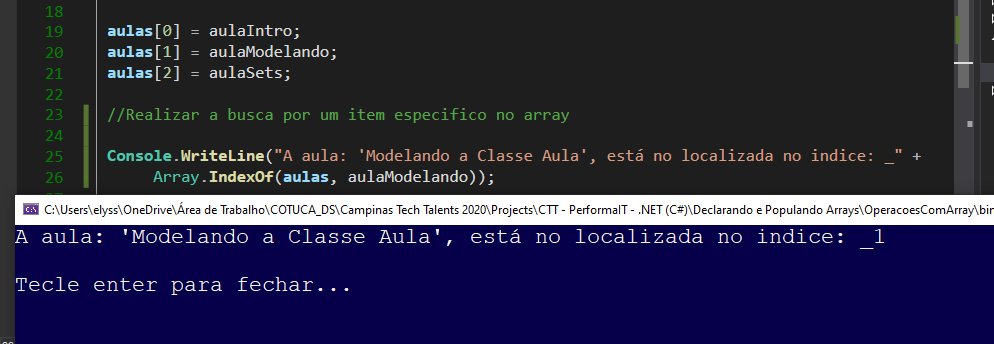 18
19 aulas[0] = aulaIntro;
20 aulas[1] = aulaModelando;
21 aulas[2] = aulaSets;
22
23 //Realizar a busca por um item especifico no array
24
25 Console.WriteLine("A aula: 'Modelando a Classe Aula', está no localizada no indice: _" +
26 Array.IndexOf(aulas, aulaModelando));
C:\Users\elyss\OneDrive\Área de Trabalho\COTUCA_DS\Campinas Tech Talents 2020\Projects\CTT - PerformaIT - .NET (C#)\Declarando e Populando Arrays\OperacoesComArray\bin
A aula: 'Modelando a Classe Aula', está no localizada no indice: _1
Tecle enter para fechar...